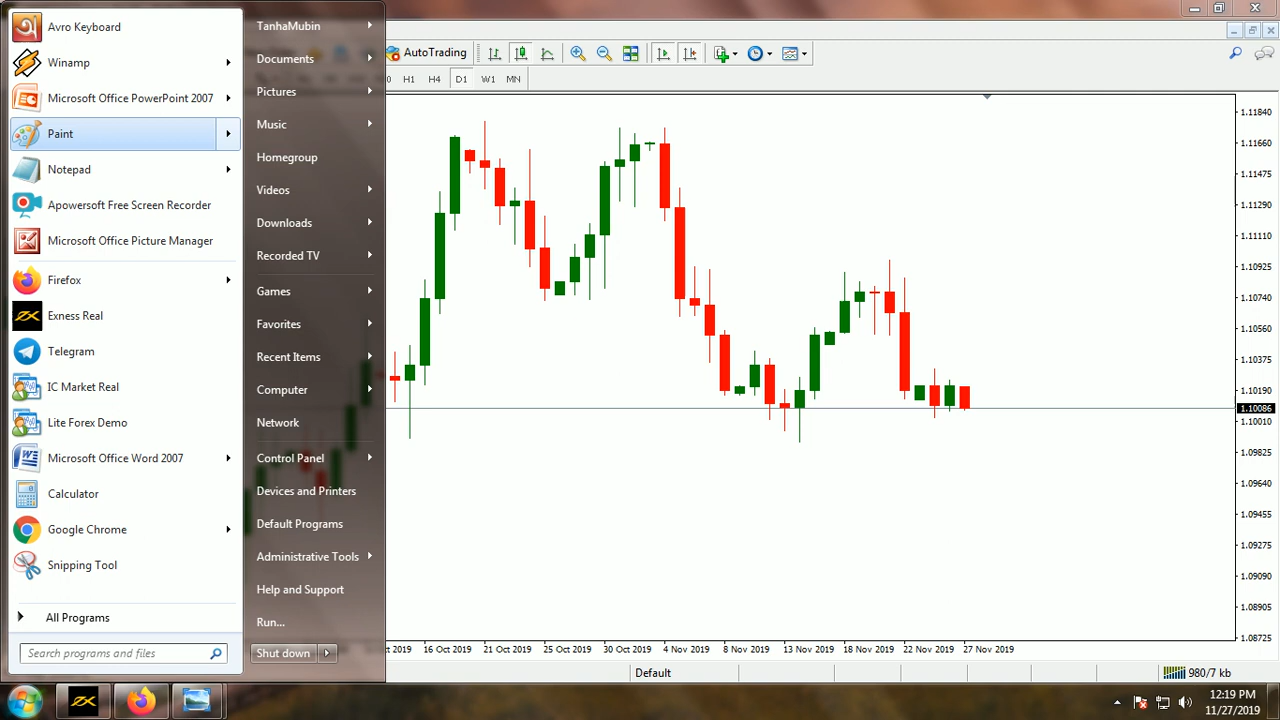 Avro Keyboard
Winamp
Microsoft Office PowerPoint 2007
Paint
Notepad
Apowersoft Free Screen Recorder
Microsoft Office Picture Manager
Firefox
Exness Real
Telegram
IC Market Real
Lite Forex Demo
Microsoft Office Word 2007
Calculator
Google Chrome
Snipping Tool
All Programs
Search programs and files
TanhaMubin
Documents
Pictures
Music
Homegroup
Videos
Downloads
Recorded TV
Games
Favorites
Recent Items
Computer
Network
Control Panel
Devices and Printers
Default Programs
Administrative Tools
Help and Support
Run...
Shut down
AutoTrading
H1 H4 D1 W1 MN
1.11840
1.11660
1.11475
1.11290
1.11110
1.10925
1.10740
1.10560
1.10375
1.10190
1.10086
1.10010
1.09825
1.09640
1.09455
1.09275
1.09090
1.08905
1.08725
2019 16 Oct 2019 21 Oct 2019 25 Oct 2019 30 Oct 2019 4 Nov 2019 8 Nov 2019 13 Nov 2019 18 Nov 2019 22 Nov 2019 27 Nov 2019
Default
980/7 kb
12:19 PM
11/27/2019